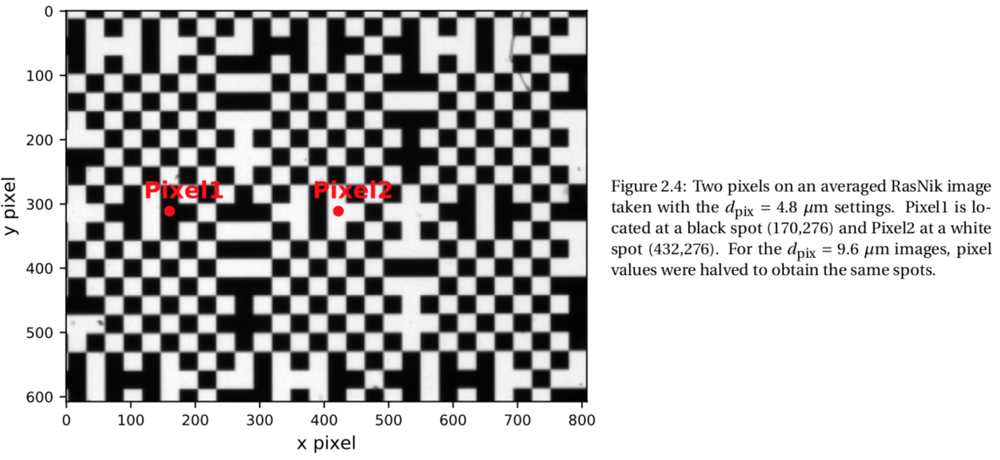 0
100
200
300
400
500
600
y pixel
Pixel1
Pixel2
0 100 200 300 400 500 600 700 800
x pixel
Figure 2.4: Two pixels on an averaged RasNik image
taken with the dpix = 4.8 μm settings. Pixel1 is lo-
cated at a black spot (170,276) and Pixel2 at a white
spot (432,276). For the dpix = 9.6 μm images, pixel
values were halved to obtain the same spots.